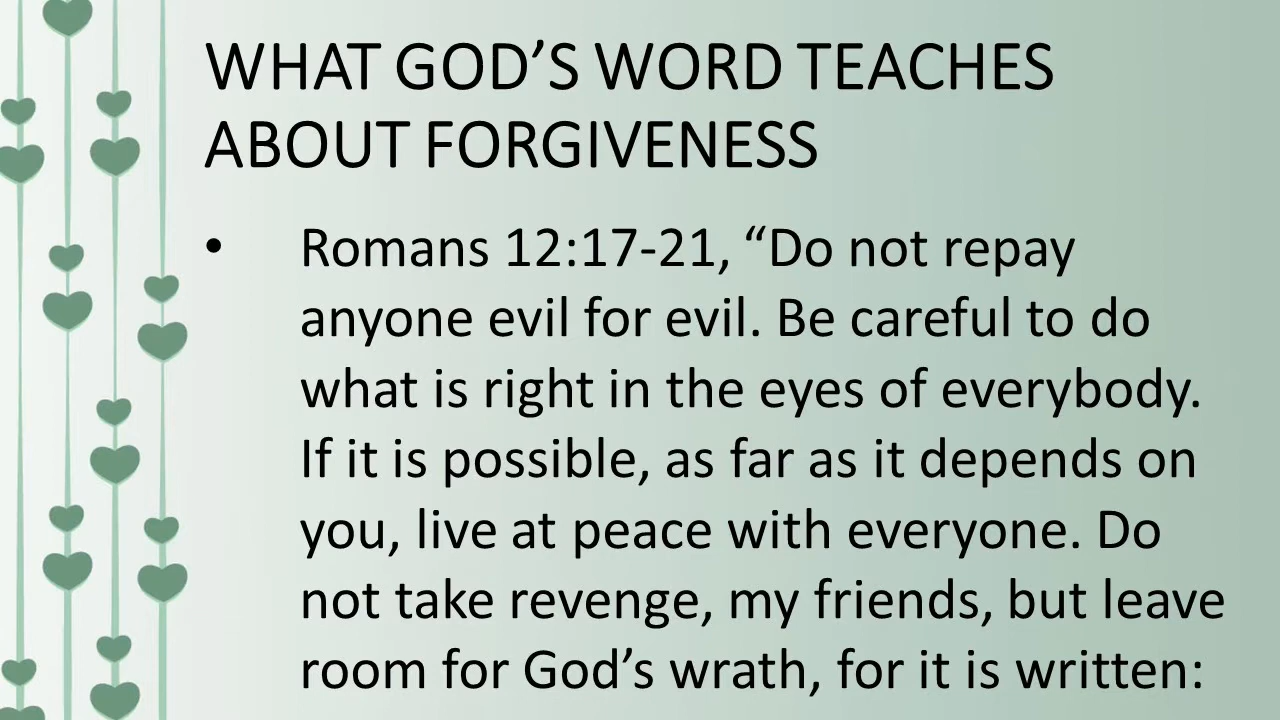 WHAT GOD’S WORD TEACHES
ABOUT FORGIVENESS
• Romans 12:17-21, “Do not repay
anyone evil for evil. Be careful to do
what is right in the eyes of everybody.
If it is possible, as far as it depends on
you, live at peace with everyone. Do
not take revenge, my friends, but leave
room for God’s wrath, for it is written: